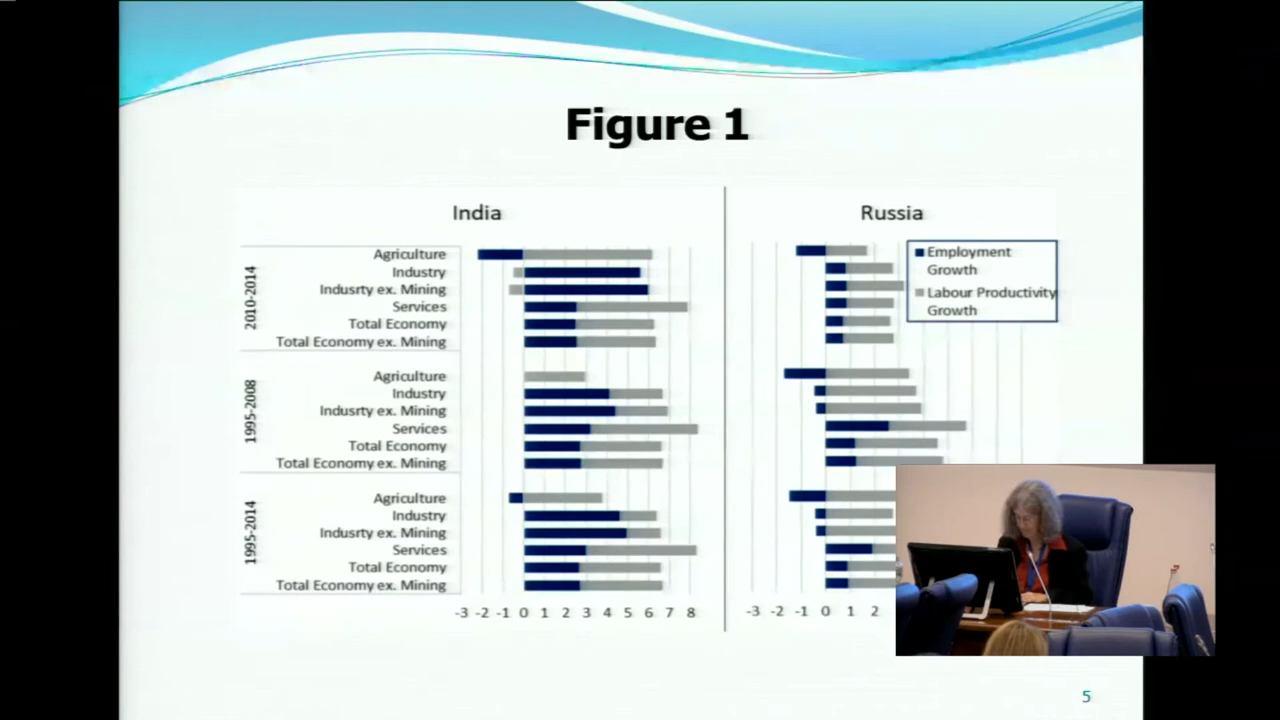 Figure 1
India
Russia
2010-2014
Agriculture
Industry
Indusrty ex. Mining
Services
Total Economy
Total Economy ex. Mining
1995-2008
Agriculture
Industry
Indusrty ex. Mining
Services
Total Economy
Total Economy ex. Mining
1995-2014
Agriculture
Industry
Indusrty ex. Mining
Services
Total Economy
Total Economy ex. Mining
-3 -2 -1 0 1 2 3 4 5 6 7 8
Employment
Growth
Labour Productivity
Growth
-3 -2 -1 0 1 2
5